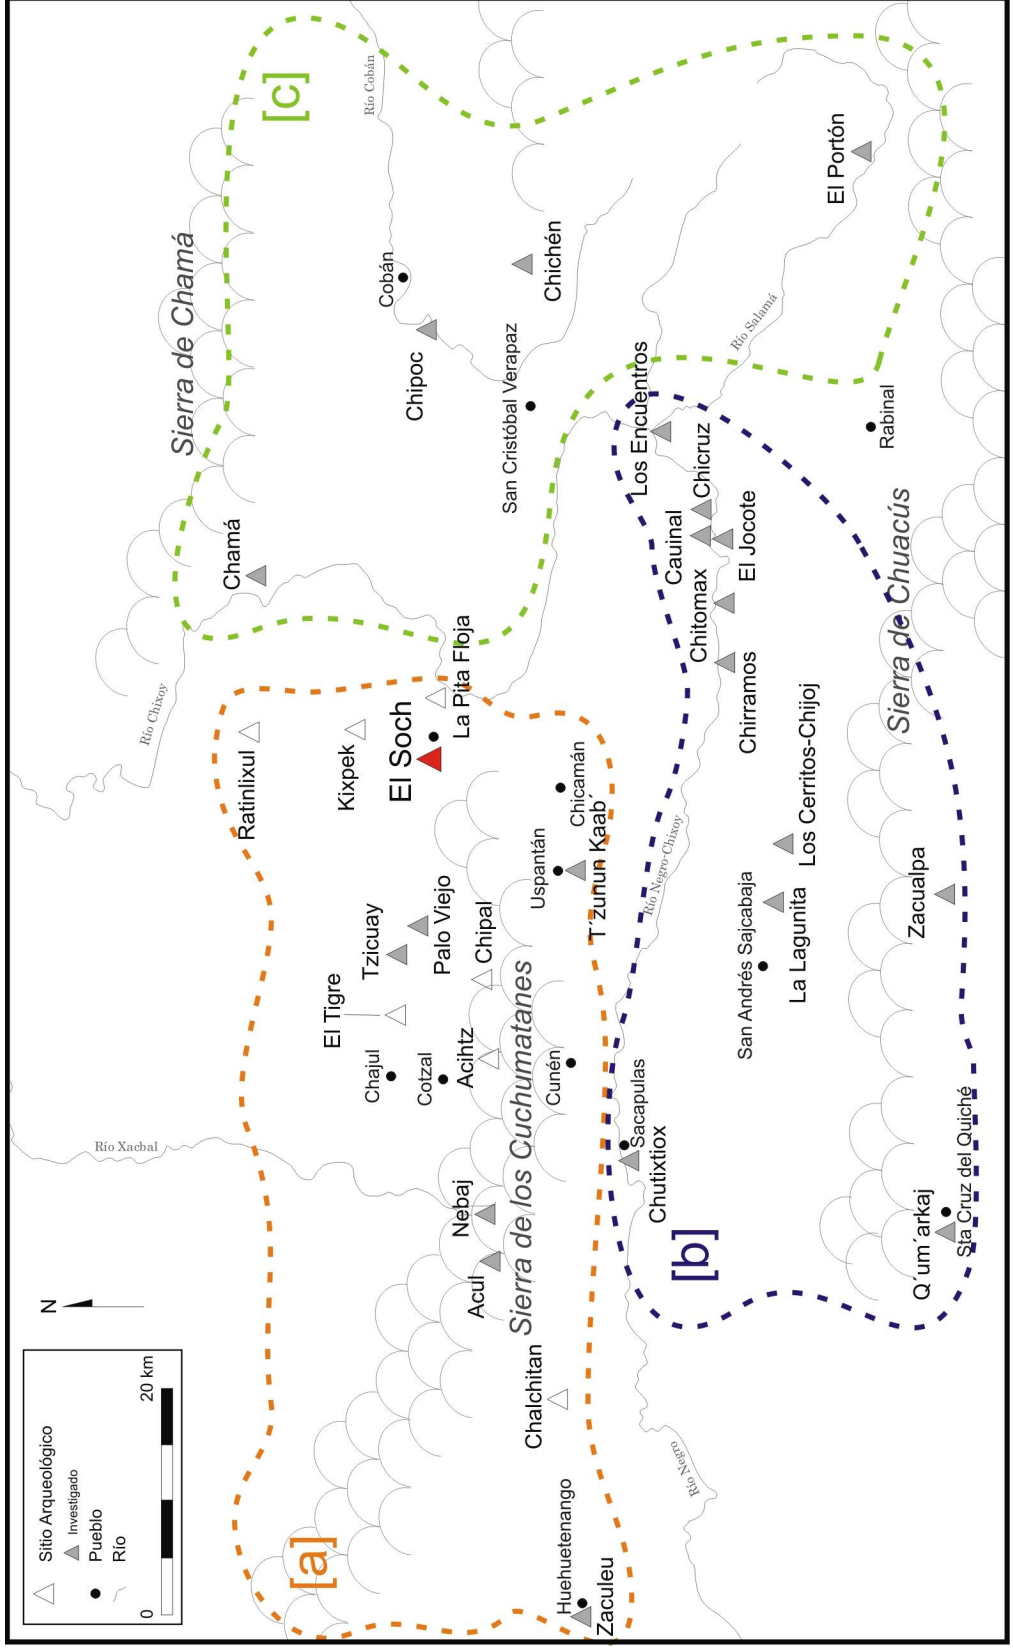 Sitio Arqueológico
Investigado
Pueblo
Río
0
20 km
N
[a]
[b]
[c]
Sierra de Chamá
Río Cobán
Río Chixoy
Chamá
Cobán
Chipoc
Chichén
San Cristóbal Verapaz
El Portón
Río Salamá
Rabinal
Río Xacbal
Ratinlixul
Kixpek
El Soch
La Pita Floja
El Tigre
Tzicuay
Palo Viejo
Chajul
Cotzal
Acihtz
Chipal
Uspantán
Chicamán
T´zunun Kaab´
Nebaj
Acul
Sierra de los Cuchumatanes
Cunén
Chalchitan
Huehuetenango
Zaculeu
Río Negro
Río Negro-Chixoy
Sacapulas
Chutixtiox
Los Encuentros
Chicruz
Cauinal
El Jocote
Chitomax
Chirramos
Los Cerritos-Chijoj
San Andrés Sajcabaja
La Lagunita
Sierra de Chuacús
Zacualpa
Q´um´arkaj
Sta Cruz del Quiché